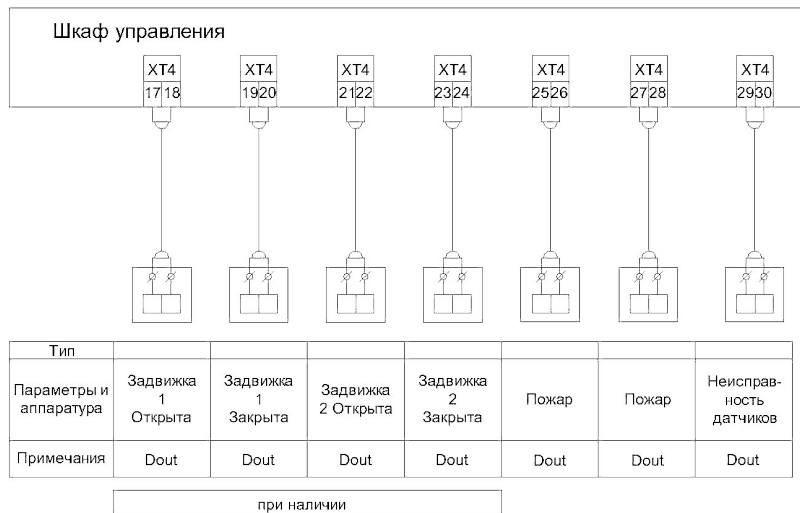 Шкаф управления
XT4 XT4 XT4 XT4 XT4 XT4 XT4
17 18 19 20 21 22 23 24 25 26 27 28 29 30
Тип
Параметры и аппаратура
Задвижка
1
Открыта
Задвижка
1
Закрыта
Задвижка
2 Открыта
Задвижка
2
Закрыта
Пожар
Пожар
Неисправ-
ность
датчиков
Примечания Dout Dout Dout Dout Dout Dout Dout
при наличии